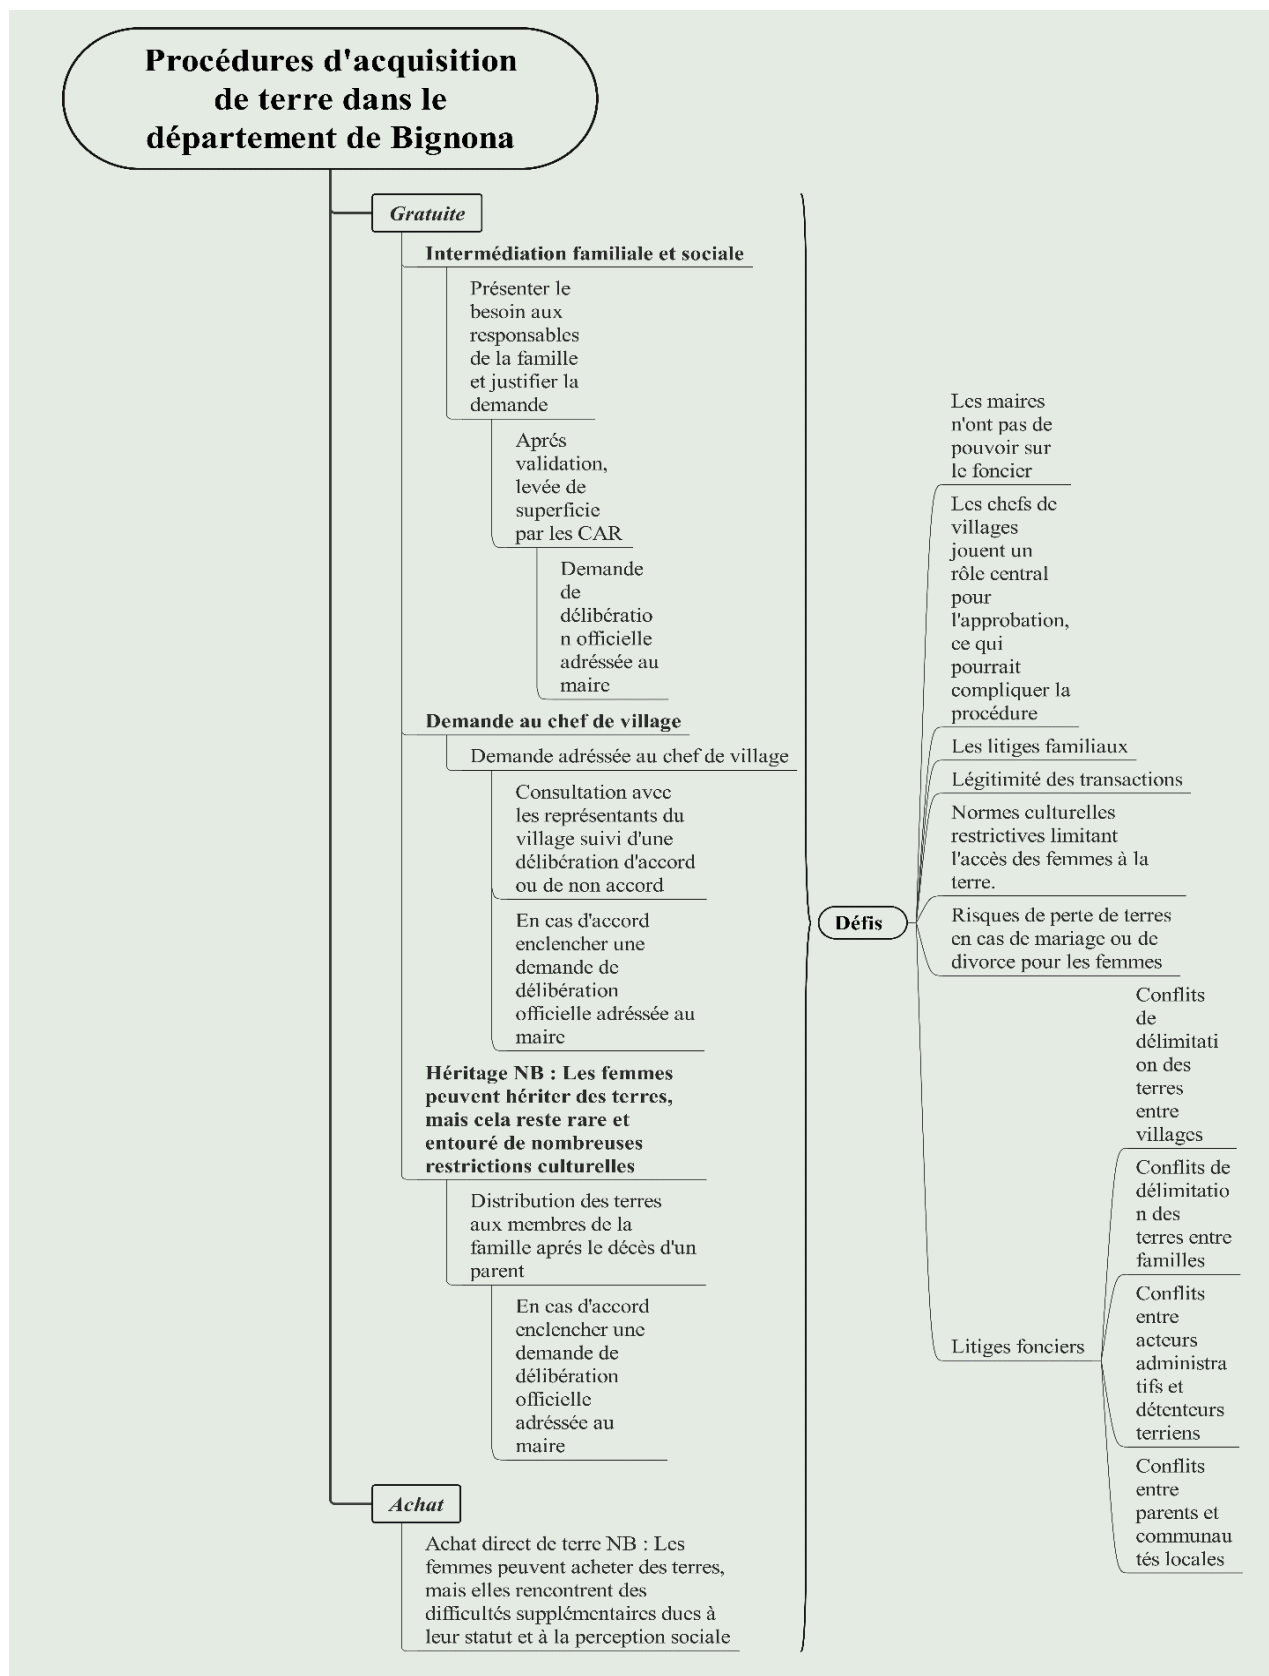 Procédures d'acquisition
de terre dans le
département de Bignona
Gratuite
Intermédiation familiale et sociale
Présenter le
besoin aux
responsables
de la famille
et justifier la
demande
Aprés
validation,
levée de
superficie
par les CAR
Demande
de
délibératio
n officielle
adréssée au
maire
Demande au chef de village
Demande adréssée au chef de village
Consultation avec
les représentants du
village suivi d'une
délibération d'accord
ou de non accord
En cas d'accord
enclencher une
demande de
délibération
officielle adréssée au
maire
Héritage NB : Les femmes
peuvent hériter des terres,
mais cela reste rare et
entouré de nombreuses
restrictions culturelles
Distribution des terres
aux membres de la
famille aprés le décès d'un
parent
En cas d'accord
enclencher une
demande de
délibération
officielle
adréssée au
maire
Achat
Achat direct de terre NB : Les
femmes peuvent acheter des terres,
mais elles rencontrent des
difficultés supplémentaires dues à
leur statut et à la perception sociale
Défis
Les maires
n'ont pas de
pouvoir sur
le foncier
Les chefs de
villages
jouent un
rôle central
pour
l'approbation,
ce qui
pourrait
compliquer la
procédure
Les litiges familiaux
Légitimité des transactions
Normes culturelles
restrictives limitant
l'accès des femmes à la
terre.
Risques de perte de terres
en cas de mariage ou de
divorce pour les femmes
Litiges fonciers
Conflits
de
délimitati
on des
terres
entre
villages
Conflits de
délimitatio
n des
terres entre
familles
Conflits
entre
acteurs
administra
tifs et
détenteurs
terriens
Conflits
entre
parents et
communau
tés locales